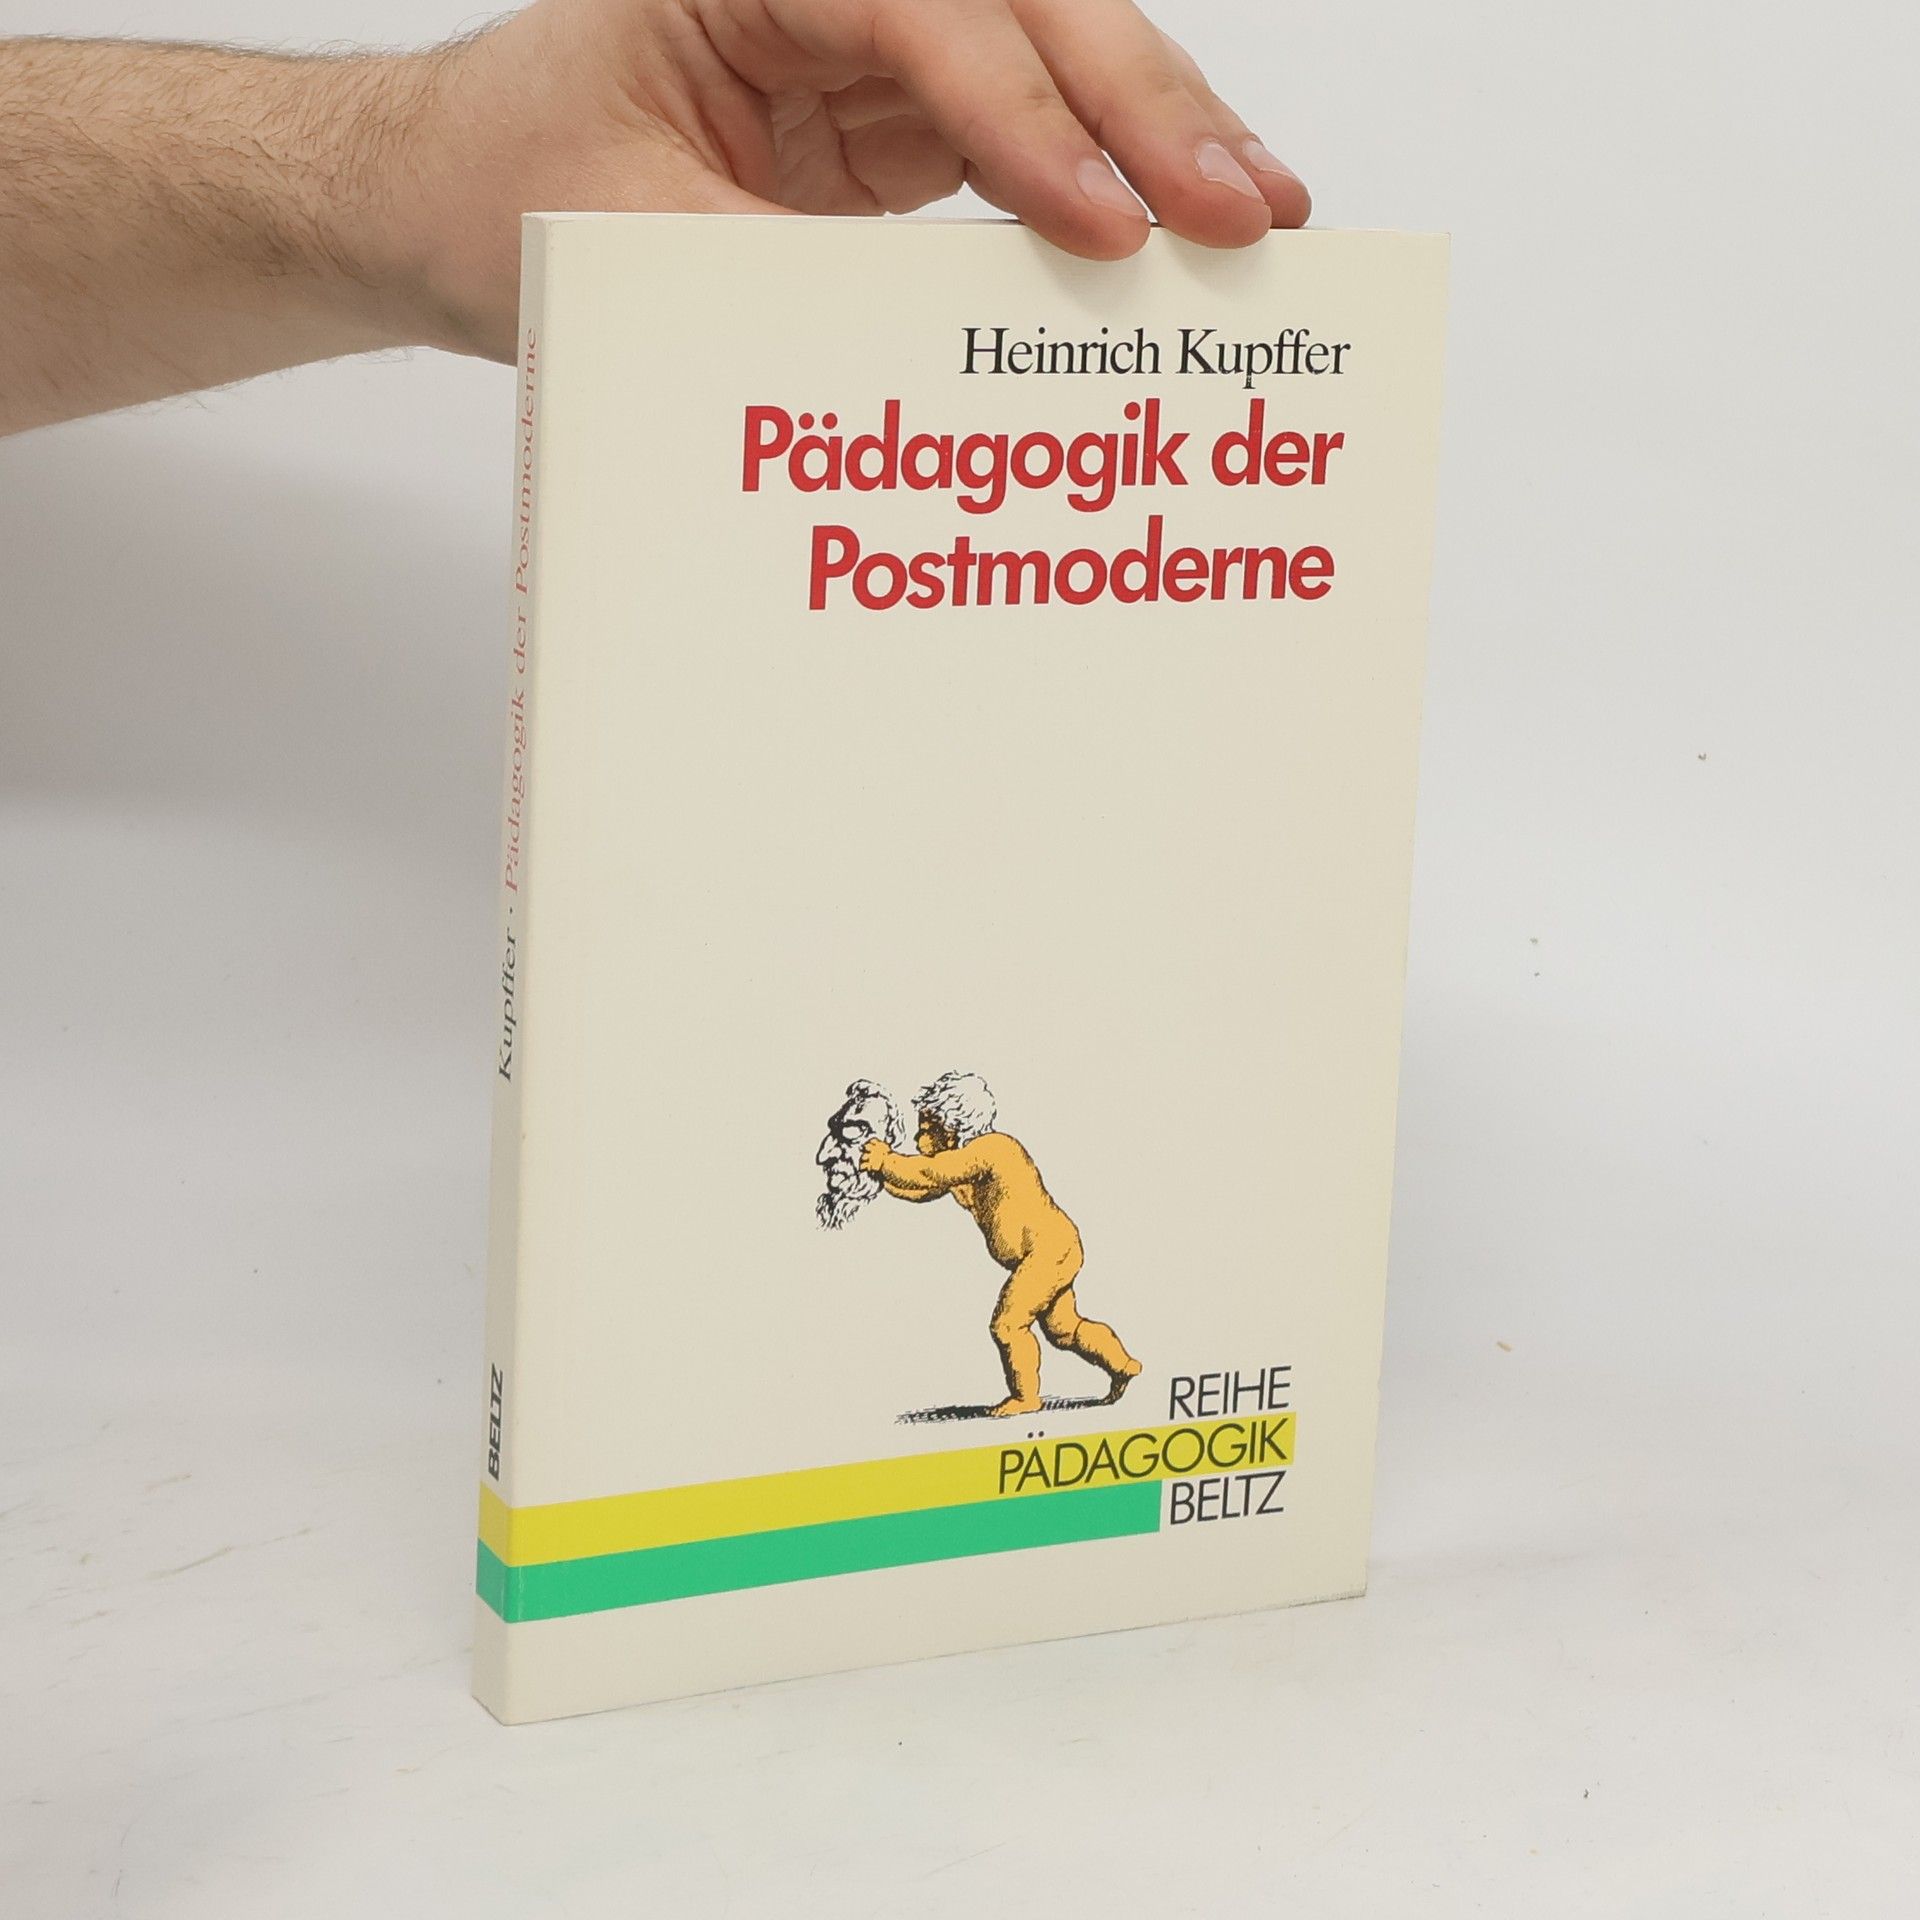 Heinrich Kupffer
Pädagogik der
Postmoderne
REIHE
PÄDAGOGIK
BELTZ
Kupffer · Pädagogik der Postmoderne
BELTZ